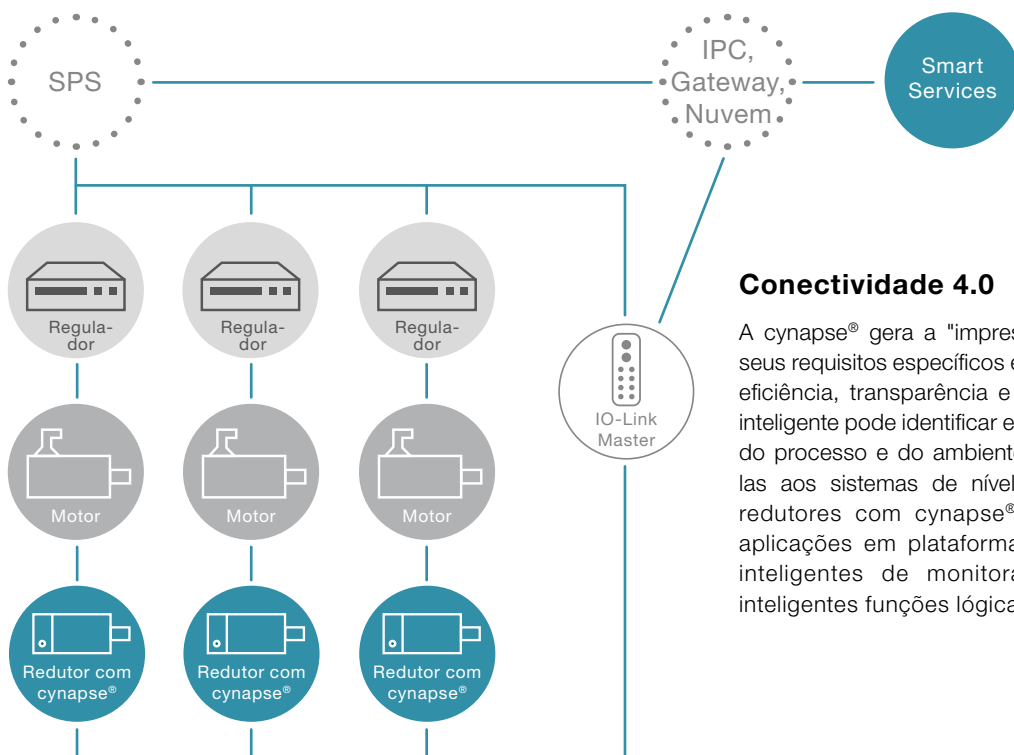 SPS
IPC,
Gateway,
Nuvem
Smart
Services
Regula-
dor
Regula-
dor
Regula-
dor
IO-Link
Master
Motor
Motor
Motor
Redutor com
cynapse®
Redutor com
cynapse®
Redutor com
cynapse®
Conectividade 4.0
A cynapse® gera a "impres
seus requisitos específicos e
eficiência, transparência e
inteligente pode identificar e
do processo e do ambiente
las aos sistemas de nível
redutores com cynapse®
aplicações em plataforma
inteligentes de monitora
inteligentes funções lógica